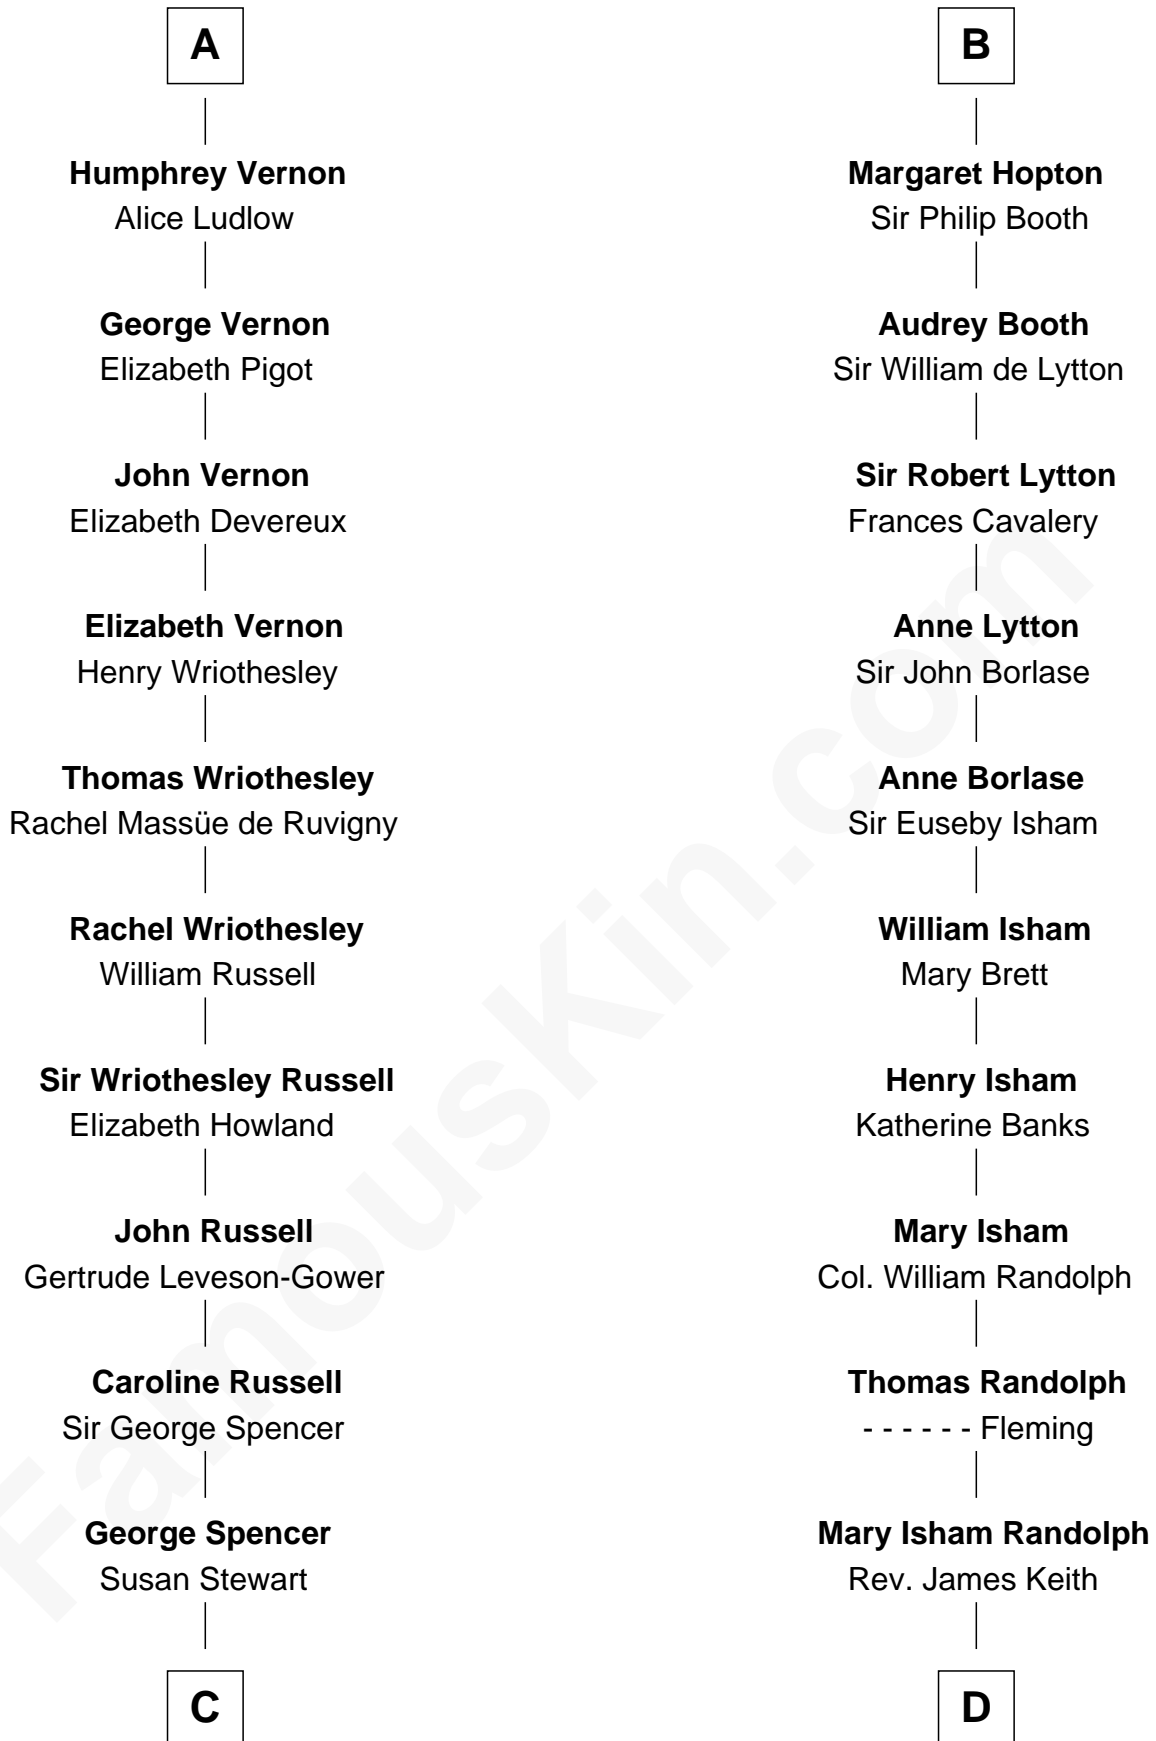 A
Humphrey Vernon
Alice Ludlow
George Vernon
Elizabeth Pigot
John Vernon
Elizabeth Devereux
Elizabeth Vernon
Henry Wriothesley
Thomas Wriothesley
Rachel Massüe de Ruvigny
Rachel Wriothesley
William Russell
Sir Wriothesley Russell
Elizabeth Howland
John Russell
Gertrude Leveson-Gower
Caroline Russell
Sir George Spencer
George Spencer
Susan Stewart
C
B
Margaret Hopton
Sir Philip Booth
Audrey Booth
Sir William de Lytton
Sir Robert Lytton
Frances Cavalery
Anne Lytton
Sir John Borlase
Anne Borlase
Sir Euseby Isham
William Isham
Mary Brett
Henry Isham
Katherine Banks
Mary Isham
Col. William Randolph
Thomas Randolph
- - - - - - Fleming
Mary Isham Randolph
Rev. James Keith
D
FamousKin.com